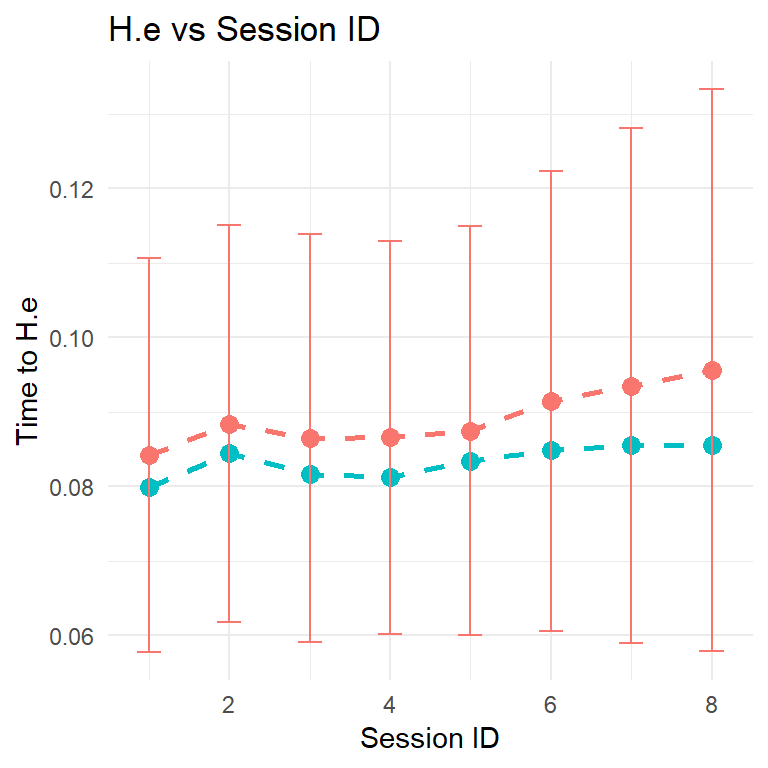 H.e vs Session ID
Time to H.e
0.12
0.10
0.08
0.06
2 4 6 8
Session ID